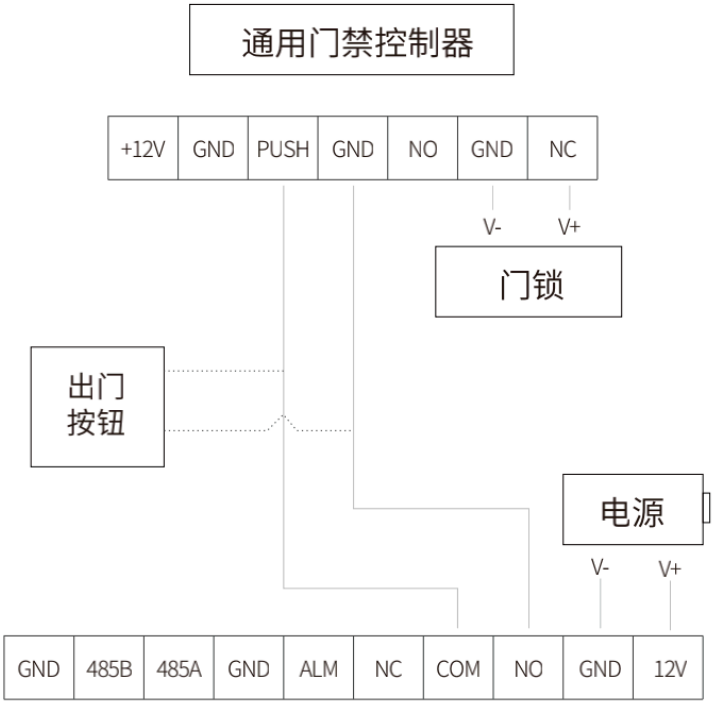 通用门禁控制器
+12V GND PUSH GND NO GND NC
V- V+
门锁
出门
按钮
电源
V- V+
GND 485B 485A GND ALM NC COM NO GND 12V